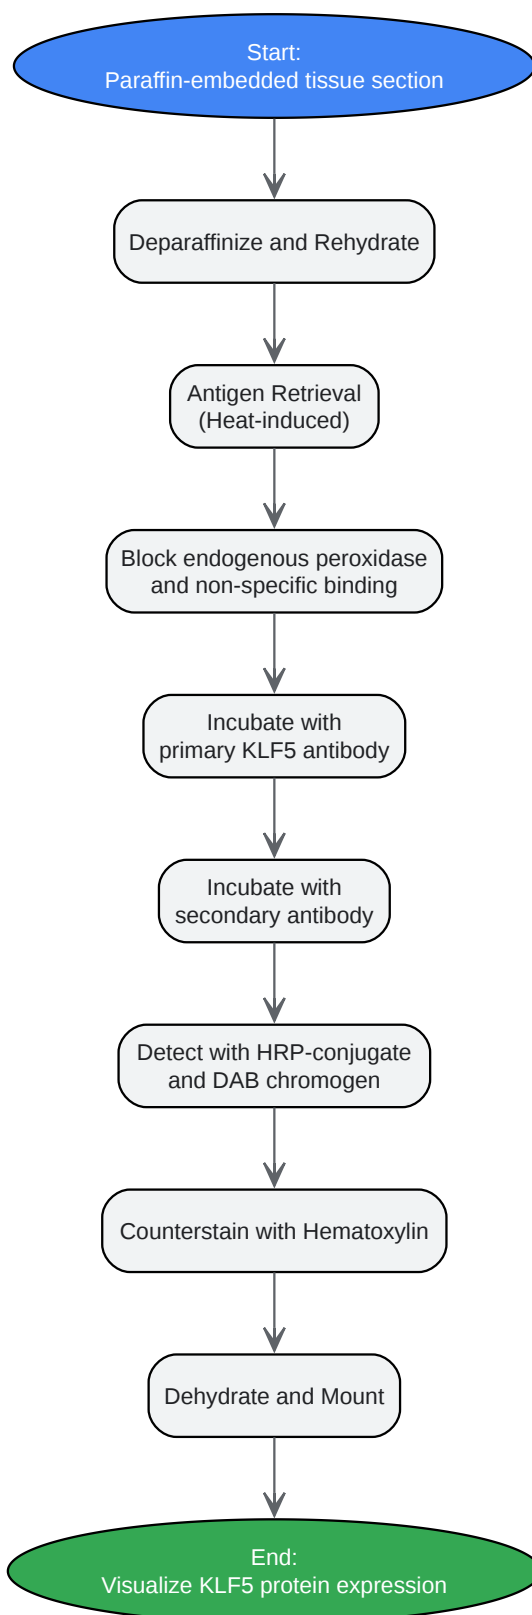 Start:
Paraffin-embedded tissue section
Deparaffinize and Rehydrate
Antigen Retrieval
(Heat-induced)
Block endogenous peroxidase
and non-specific binding
Incubate with
primary KLF5 antibody
Incubate with
secondary antibody
Detect with HRP-conjugate
and DAB chromogen
Counterstain with Hematoxylin
Dehydrate and Mount
End:
Visualize KLF5 protein expression